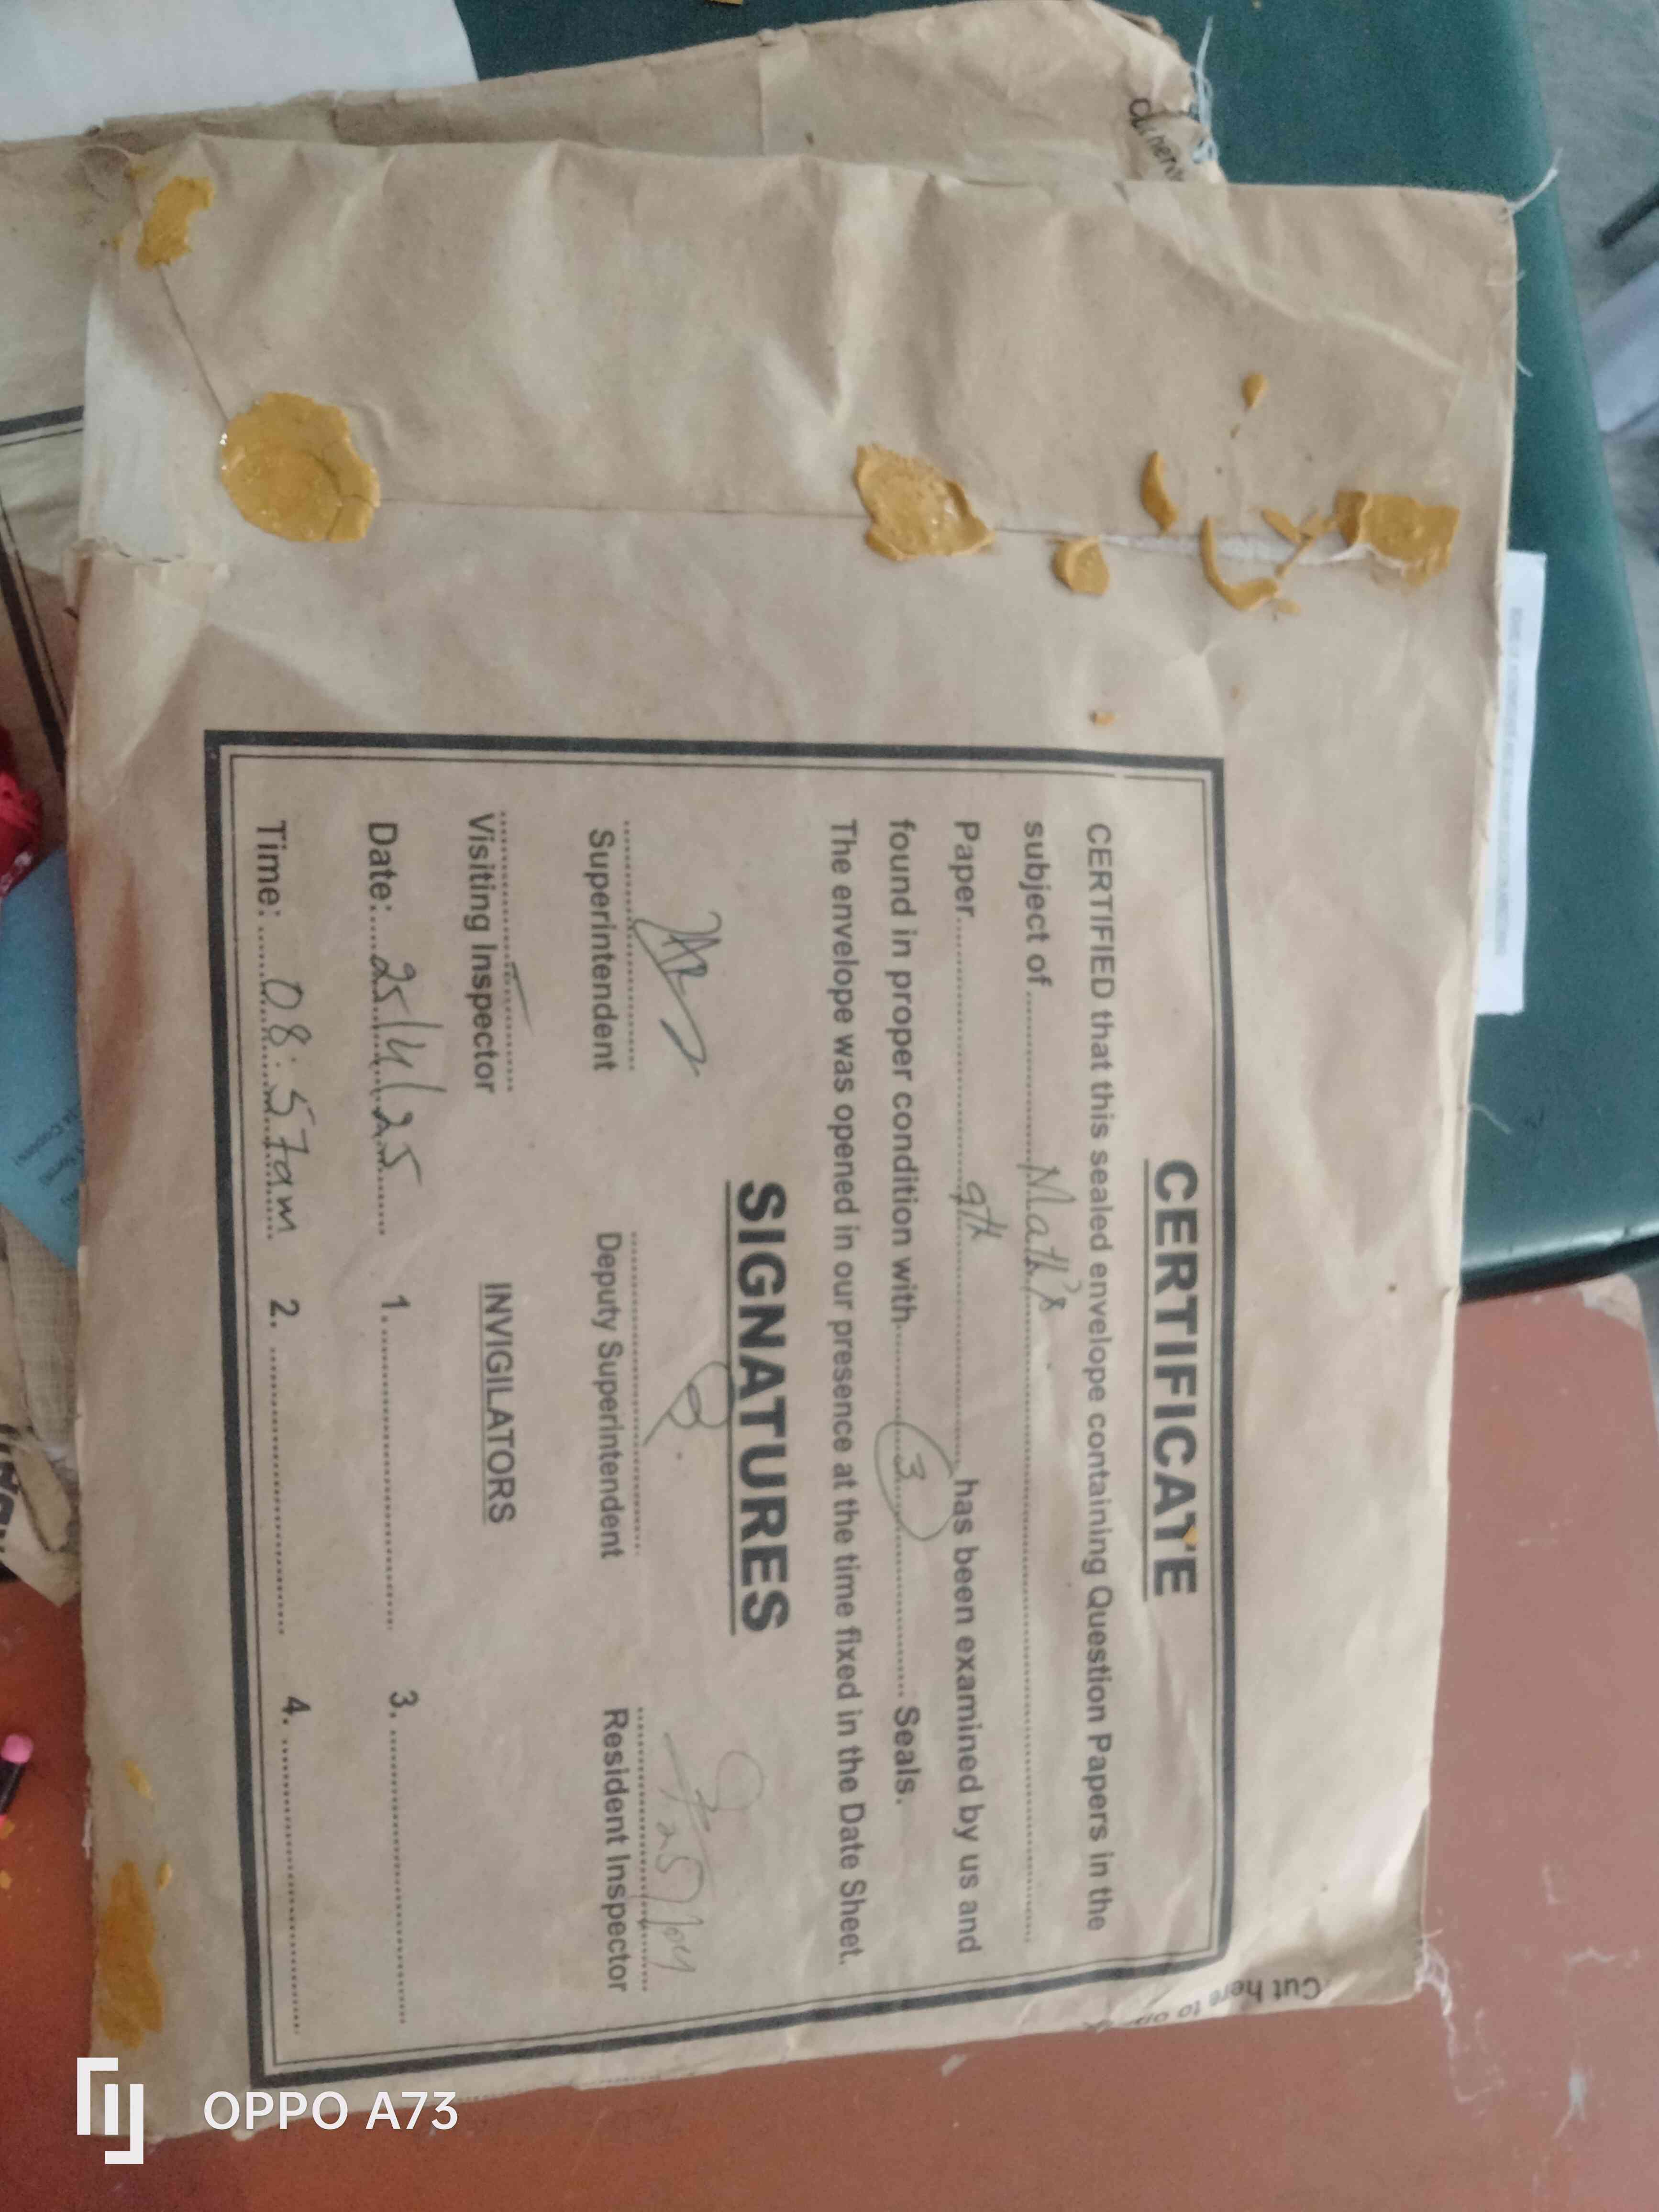 CERTIFICATE
CERTIFIED that this sealed envelope containing Question Papers in the
subject of Math's
Paper 9th has been examined by us and
found in proper condition with 3 Seals.
The envelope was opened in our presence at the time fixed in the Date Sheet.
SIGNATURES
25/04
Superintendent Deputy Superintendent Resident Inspector
Visiting Inspector INVIGILATORS
Date: 25/4/25 1. 3.
Time: 08:57am 2. 4.
Cut here to
OPPO A73